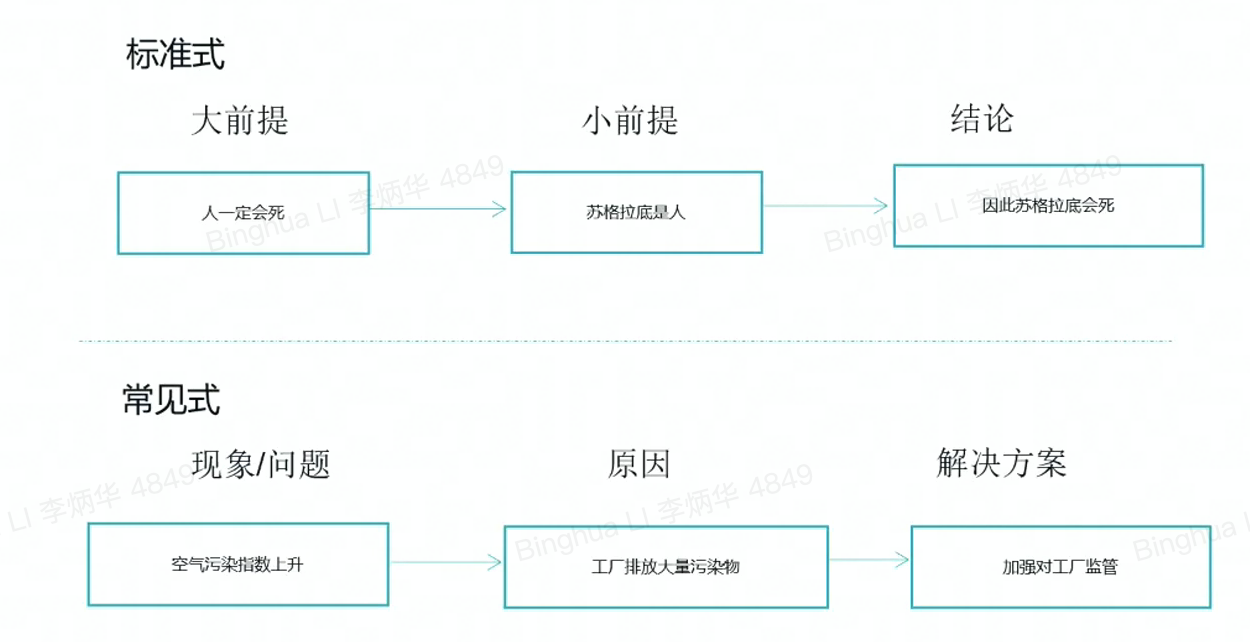 标准式
大前提
小前提
结论
人一定会死
苏格拉底是人
因此苏格拉底会死
Binghua LI 李炳华 4849
Binghua LI 李炳华 4849
常见式
现象/问题
原因
解决方案
空气污染指数上升
工厂排放大量污染物
加强对工厂监管
LI 李炳华 4849
Binghua LI 李炳华 4849
Binghua LI